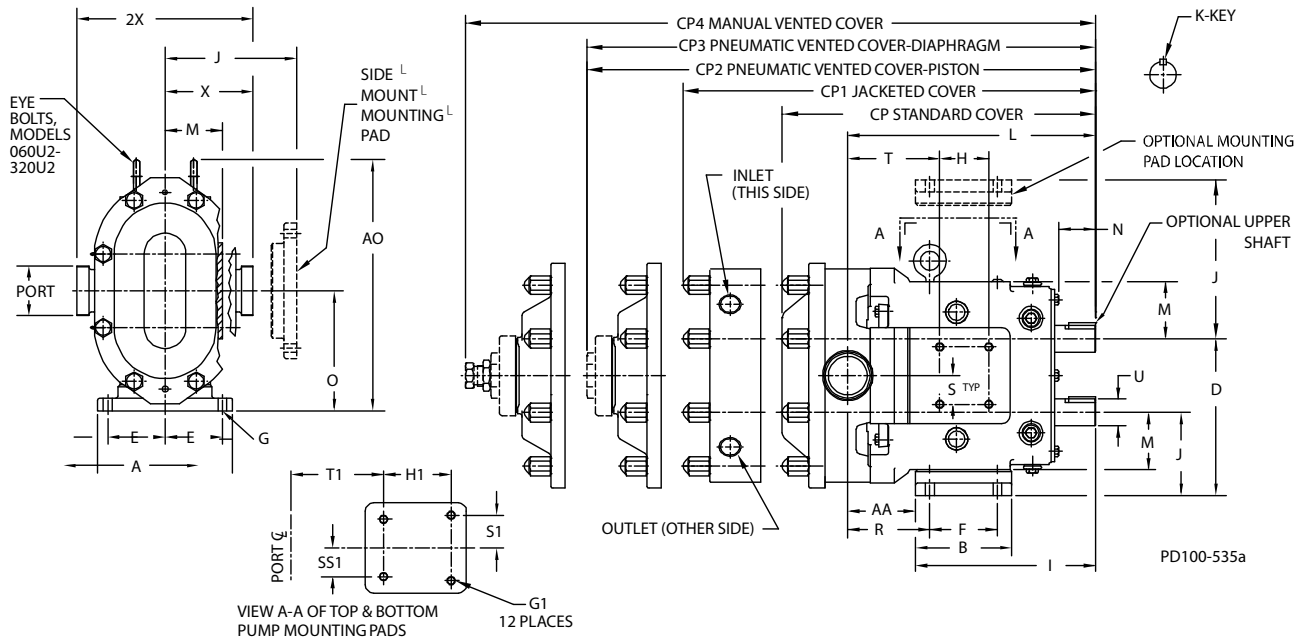 2X
J
X
M
EYE
BOLTS,
MODELS
060U2-
320U2
SIDE L
MOUNT L
MOUNTING L
PAD
AO
PORT
O
E
E
G
A
CP4 MANUAL VENTED COVER
CP3 PNEUMATIC VENTED COVER-DIAPHRAGM
CP2 PNEUMATIC VENTED COVER-PISTON
CP1 JACKETED COVER
CP STANDARD COVER
L
T
H
K-KEY
OPTIONAL MOUNTING
PAD LOCATION
INLET
(THIS SIDE)
A
A
N
OPTIONAL UPPER
SHAFT
J
M
S TYP
U
D
M
J
OUTLET (OTHER SIDE)
AA
R
F
B
I
PD100-535a
T1
H1
S1
SS1
PORT ℄
G1
12 PLACES
VIEW A-A OF TOP & BOTTOM
PUMP MOUNTING PADS